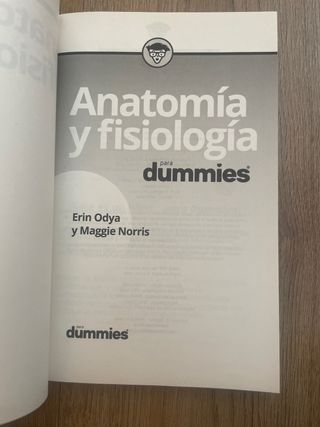 Anatomía
y fisiología
para
dummies®
Erin Odya
y Maggie Norris
para
dummies®